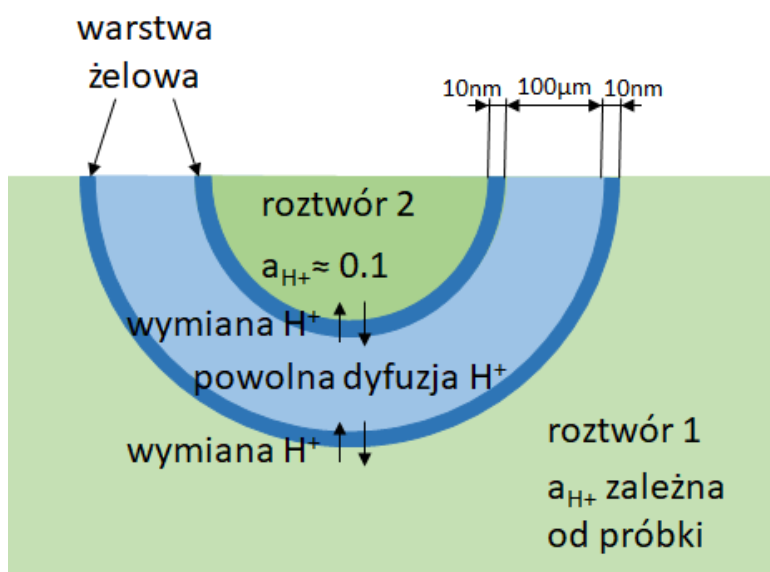 warstwa
żelowa
10nm 100µm 10nm
roztwór 2
aH+≈ 0.1
wymiana H+
powolna dyfuzja H+
wymiana H+
roztwór 1
aH+ zależna
od próbki